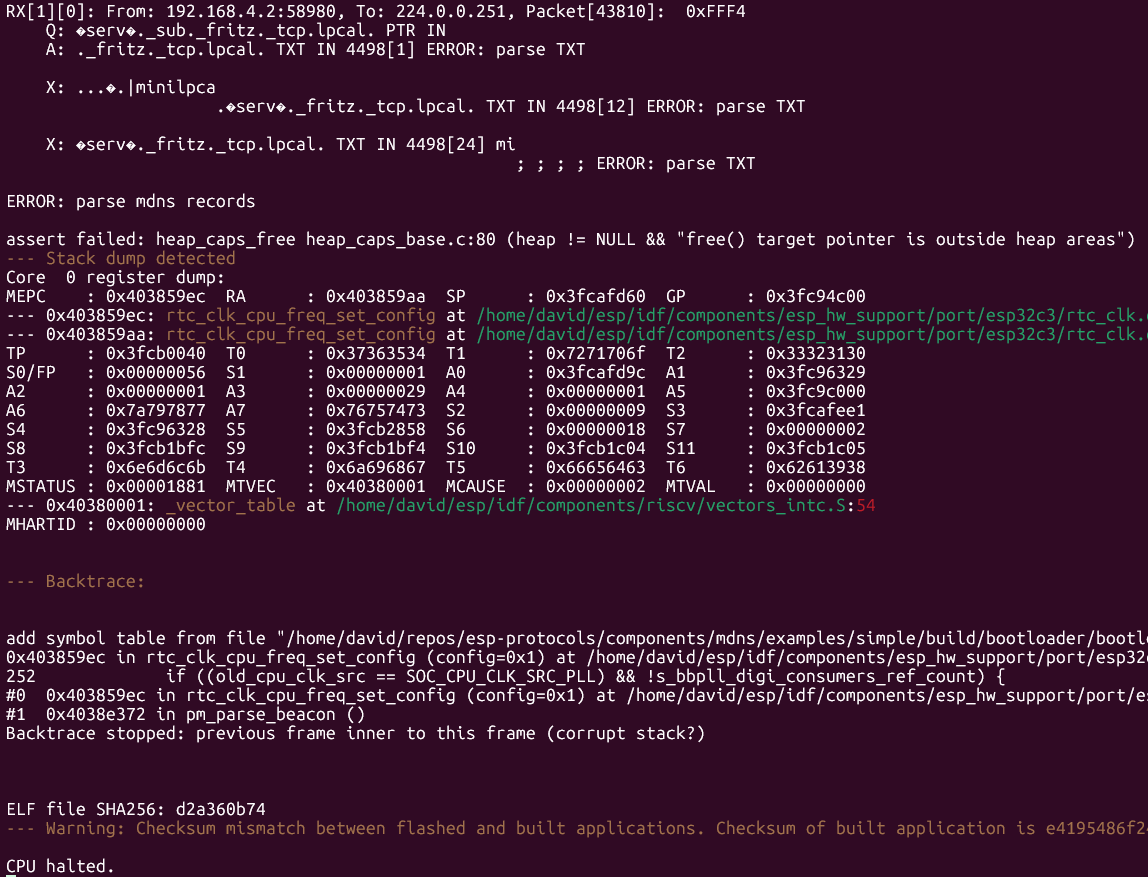 RX[1][0]: From: 192.168.4.2:58980, To: 224.0.0.251, Packet[43810]:  0xFFF4
    Q: �serv�._sub._fritz._tcp.lpcal. PTR IN
    A: ._fritz._tcp.lpcal. TXT IN 4498[1] ERROR: parse TXT
    X: ...�.|minilpca
                     .�serv�._fritz._tcp.lpcal. TXT IN 4498[12] ERROR: parse TXT
    X: �serv�._fritz._tcp.lpcal. TXT IN 4498[24] mi
                                                   ; ; ; ; ERROR: parse TXT
ERROR: parse mdns records
assert failed: heap_caps_free heap_caps_base.c:80 (heap != NULL && "free() target pointer is outside heap areas")
--- Stack dump detected
Core  0 register dump:
MEPC    : 0x403859ec  RA      : 0x403859aa  SP      : 0x3fcafd60  GP      : 0x3fc94c00
--- 0x403859ec: rtc_clk_cpu_freq_set_config at /home/david/esp/idf/components/esp_hw_support/port/esp32c3/rtc_clk.
--- 0x403859aa: rtc_clk_cpu_freq_set_config at /home/david/esp/idf/components/esp_hw_support/port/esp32c3/rtc_clk.
TP      : 0x3fcb0040  T0      : 0x37363534  T1      : 0x7271706f  T2      : 0x33323130
S0/FP   : 0x00000056  S1      : 0x00000001  A0      : 0x3fcafd9c  A1      : 0x3fc96329
A2      : 0x00000001  A3      : 0x00000029  A4      : 0x00000001  A5      : 0x3fc9c000
A6      : 0x7a797877  A7      : 0x76757473  S2      : 0x00000009  S3      : 0x3fcafee1
S4      : 0x3fc96328  S5      : 0x3fcb2858  S6      : 0x00000018  S7      : 0x00000002
S8      : 0x3fcb1bfc  S9      : 0x3fcb1bf4  S10     : 0x3fcb1c04  S11     : 0x3fcb1c05
T3      : 0x6e6d6c6b  T4      : 0x6a696867  T5      : 0x66656463  T6      : 0x62613938
MSTATUS : 0x00001881  MTVEC   : 0x40380001  MCAUSE  : 0x00000002  MTVAL   : 0x00000000
--- 0x40380001: _vector_table at /home/david/esp/idf/components/riscv/vectors_intc.S:54
MHARTID : 0x00000000
--- Backtrace:
add symbol table from file "/home/david/repos/esp-protocols/components/mdns/examples/simple/build/bootloader/bootl
0x403859ec in rtc_clk_cpu_freq_set_config (config=0x1) at /home/david/esp/idf/components/esp_hw_support/port/esp32
252             if ((old_cpu_clk_src == SOC_CPU_CLK_SRC_PLL) && !s_bbpll_digi_consumers_ref_count) {
#0  0x403859ec in rtc_clk_cpu_freq_set_config (config=0x1) at /home/david/esp/idf/components/esp_hw_support/port/es
#1  0x4038e372 in pm_parse_beacon ()
Backtrace stopped: previous frame inner to this frame (corrupt stack?)
ELF file SHA256: d2a360b74
--- Warning: Checksum mismatch between flashed and built applications. Checksum of built application is e4195486f2
CPU halted.